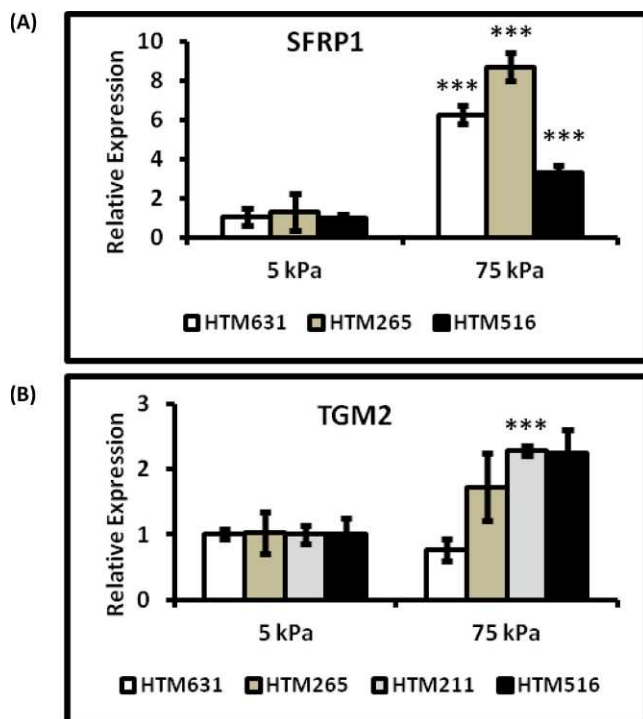 (A)
SFRP1
Relative Expression
10
8
6
4
2
0
*** *** ***
5 kPa 75 kPa
HTM631 HTM265 HTM516
(B)
TGM2
Relative Expression
3
2
1
0
***
5 kPa 75 kPa
HTM631 HTM265 HTM211 HTM516